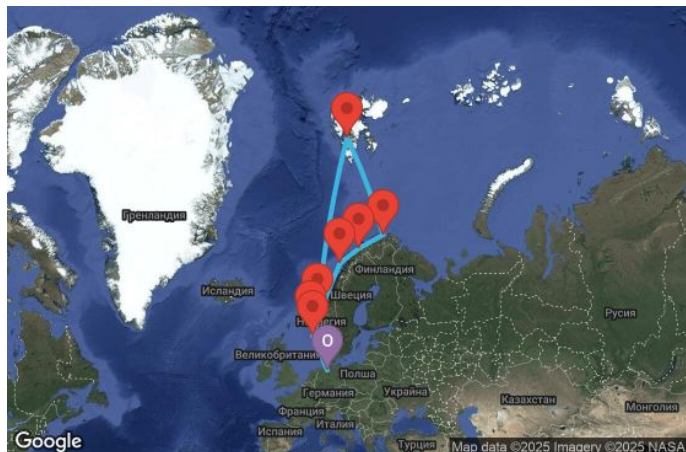 Гренландия
Исландия
Финландия
Швеция
Норвегия
Русия
O
Великобритания
Полша
Германия
Украйна
Казахстан
Монголия
Франция
Испания
Италия
Турция
Google
Map data ©2025 Imagery ©2025 NASA